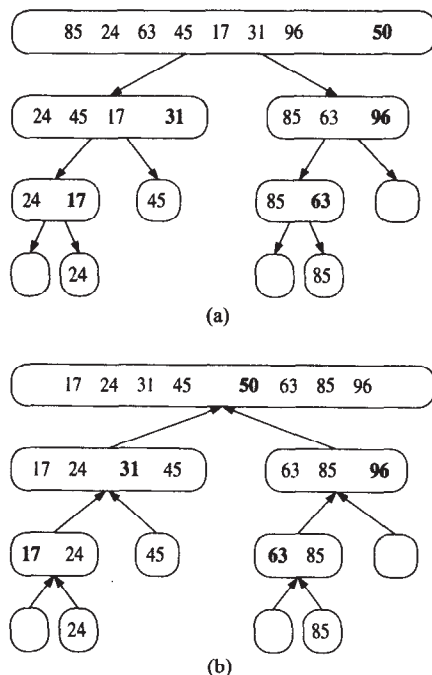 85 24 63 45 17 31 96 50
24 45 17 31 85 63 96
24 17 45 85 63
24 85
(a)
17 24 31 45 50 63 85 96
17 24 31 45 63 85 96
17 24 45 63 85
24 85
(b)